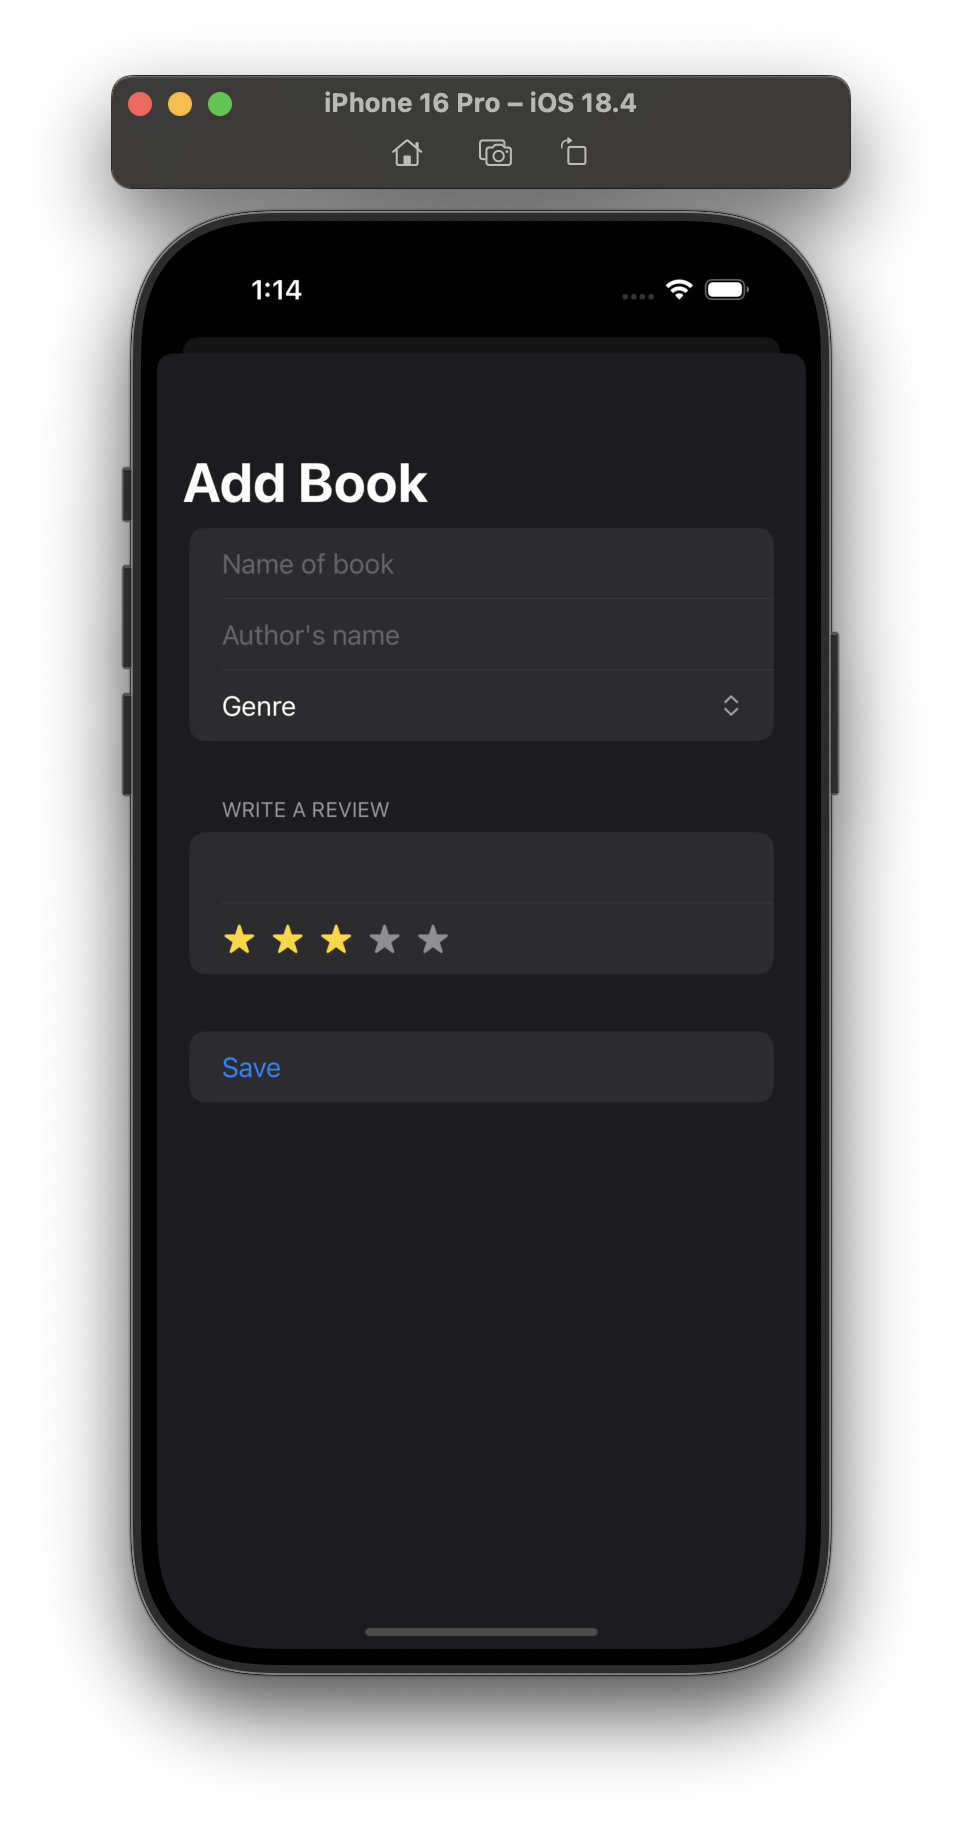 iPhone 16 Pro – iOS 18.4
1:14
Add Book
Name of book
Author's name
Genre
WRITE A REVIEW
Save